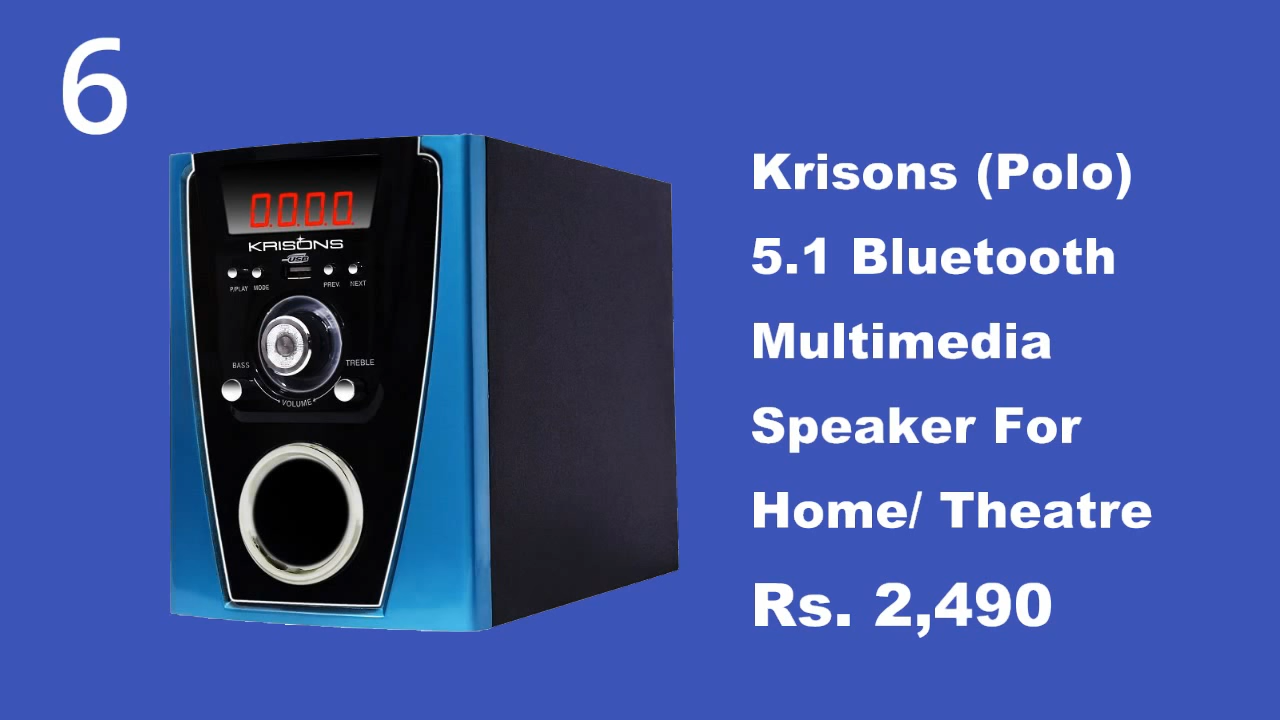 6
Krisons (Polo)
5.1 Bluetooth
Multimedia
Speaker For
Home/ Theatre
Rs. 2,490
0.0.0.0.
KRISONS
USB
P/PLAY MODE PREV. NEXT
BASS TREBLE
VOLUME